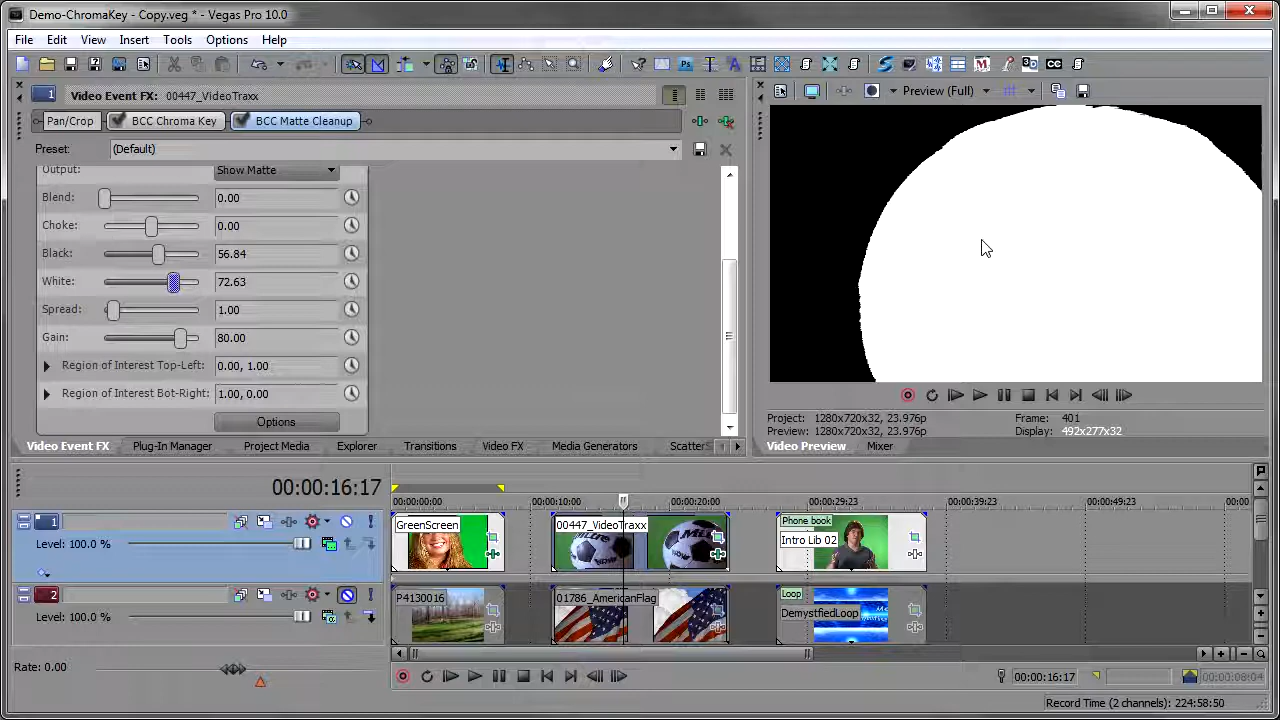 Demo-ChromaKey - Copy.veg * - Vegas Pro 10.0
File Edit View Insert Tools Options Help
1 Video Event FX: 00447_VideoTraxx
Preview (Full)
Pan/Crop BCC Chroma Key BCC Matte Cleanup
Preset: (Default)
Output: Show Matte
Blend: 0.00
Choke: 0.00
Black: 56.84
White: 72.63
Spread: 1.00
Gain: 80.00
Region of Interest Top-Left: 0.00, 1.00
Region of Interest Bot-Right: 1.00, 0.00
Options
Project: 1280x720x32, 23.976p Frame: 401
Preview: 1280x720x32, 23.976p Display: 492x277x32
Video Event FX Plug-In Manager Project Media Explorer Transitions Video FX Media Generators ScatterS
Video Preview Mixer
00:00:16:17
00:00:00:00 00:00:10:00 00:00:20:00 00:00:29:23 00:00:39:23 00:00:49:23 00:00
1
Level: 100.0 %
GreenScreen 00447_VideoTraxx Phone book
Intro Lib 02
2
Level: 100.0 %
P4130016 01786_AmericanFlag Loop
DemystfiedLoop
Rate: 0.00
00:00:16:17 00:00:08:04
Record Time (2 channels): 224:58:50